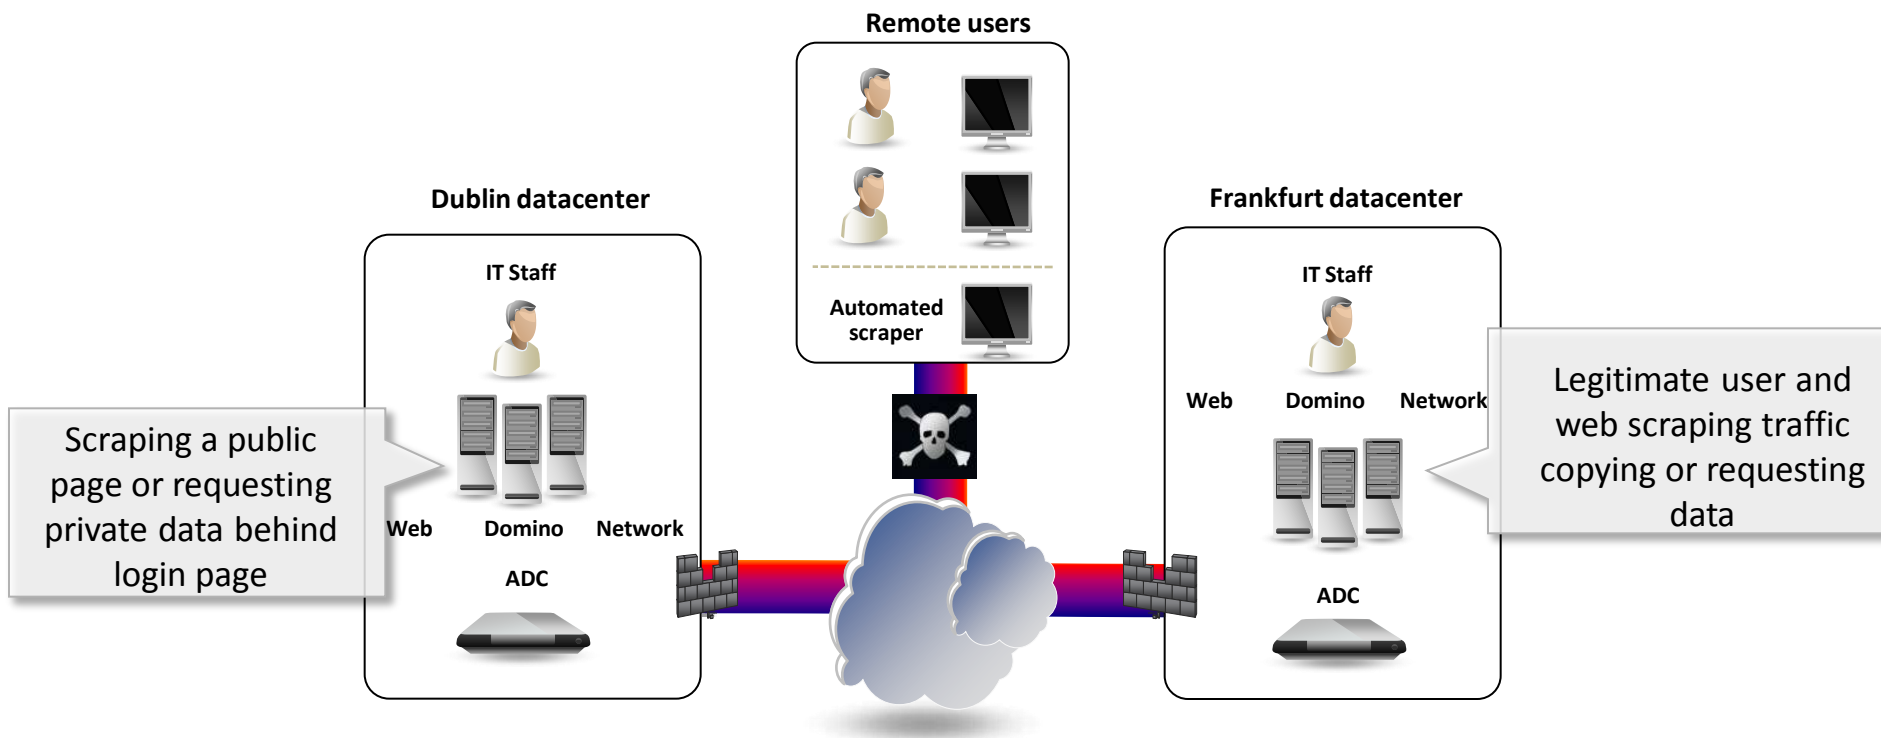 Remote users
Automated
scraper
Dublin datacenter
IT Staff
Scraping a public
page or requesting
private data behind
login page
Web Domino Network
ADC
Frankfurt datacenter
IT Staff
Web Domino Network
Legitimate user and
web scraping traffic
copying or requesting
data
ADC